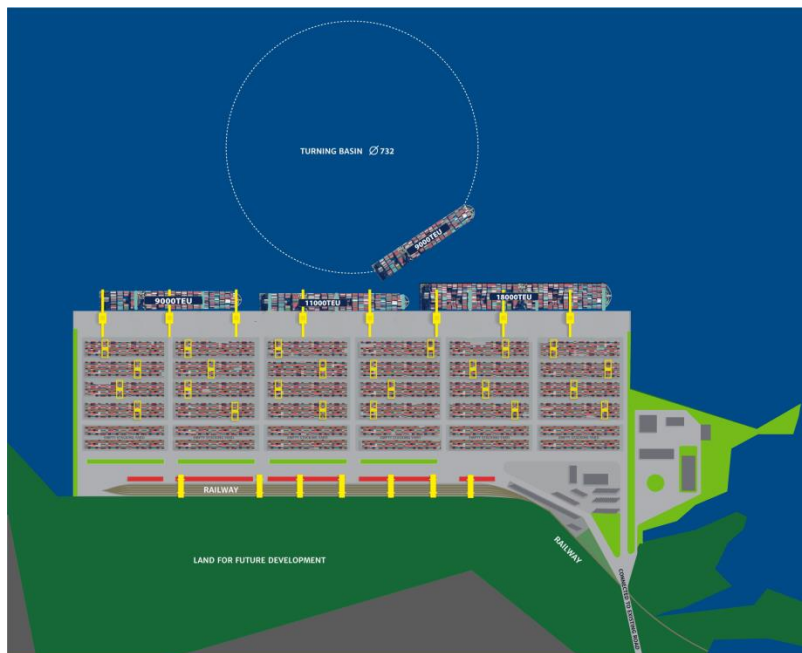 TURNING BASIN Ø 732
9000TEU
9000TEU
11000TEU
18000TEU
RAILWAY
LAND FOR FUTURE DEVELOPMENT
RAILWAY
CONNECTED TO EXISTING ROAD